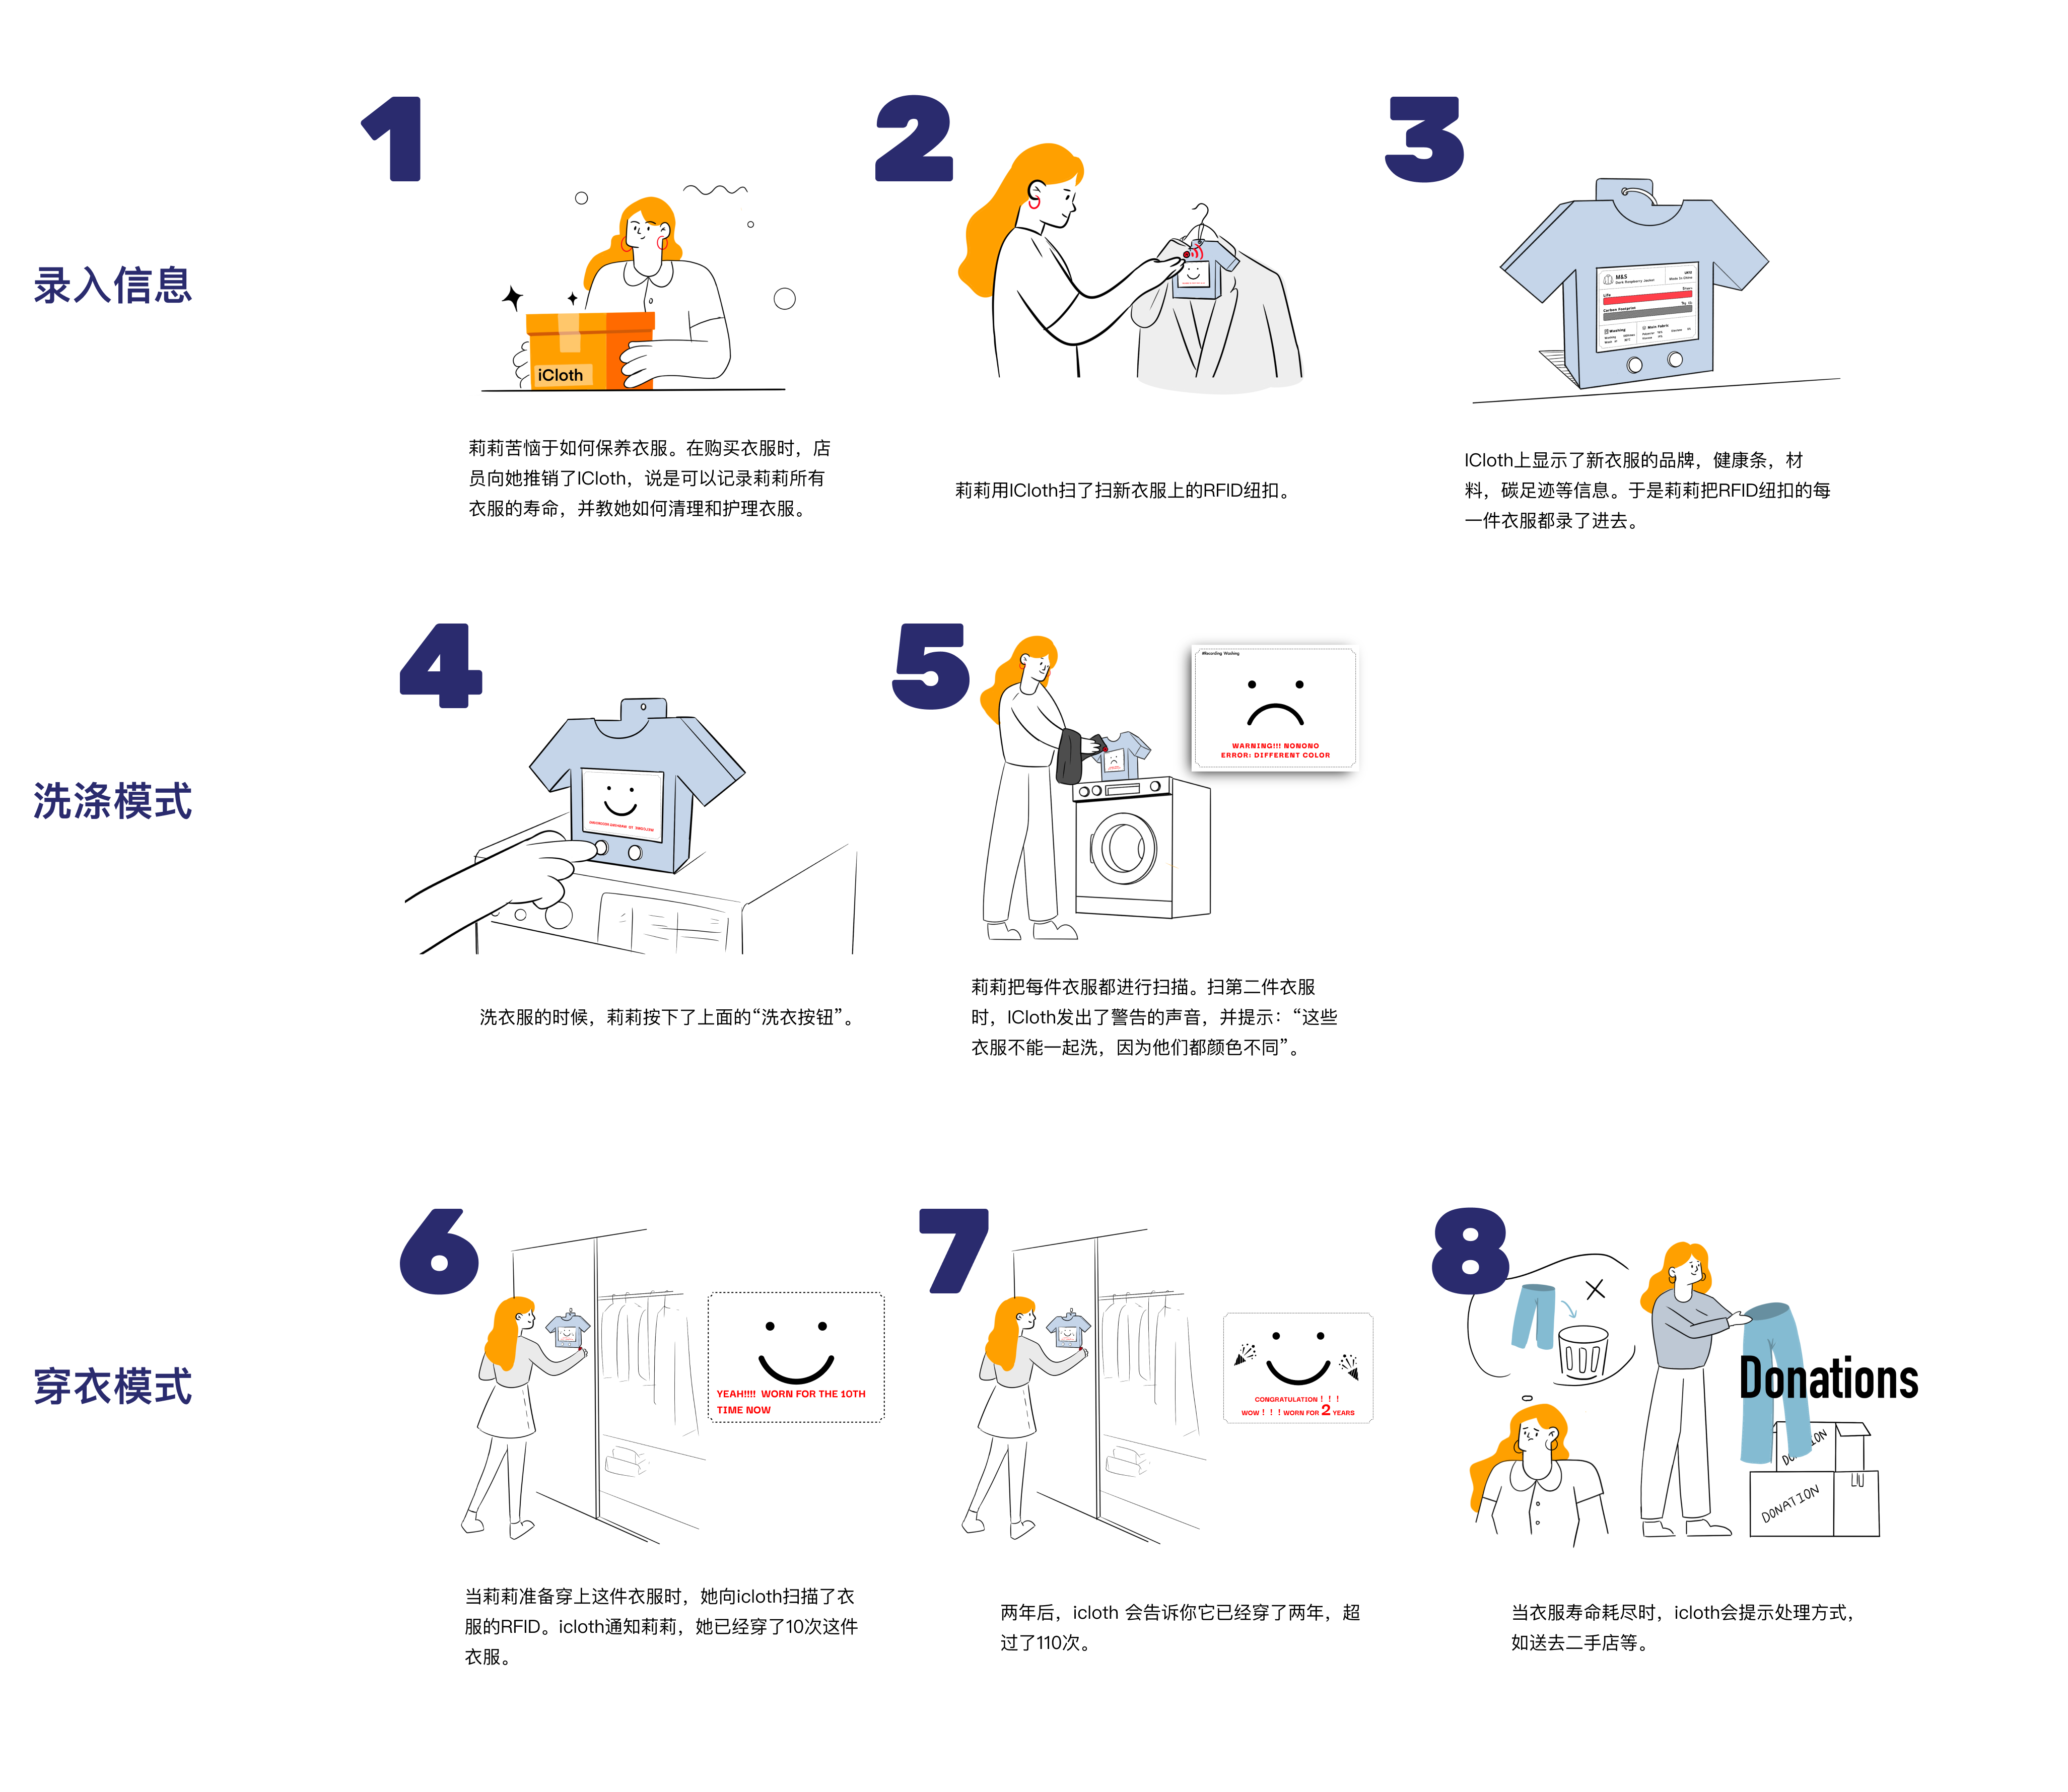 录入信息
1
iCloth
莉莉苦恼于如何保养衣服。在购买衣服时，店
员向她推销了ICloth，说是可以记录莉莉所有
衣服的寿命，并教她如何清理和护理衣服。
2
莉莉用ICloth扫了扫新衣服上的RFID纽扣。
3
M&S
Dark Raspberry Jacket
Made in China
Life
Carbon Footprint
Washing
Main Fabric
ICloth上显示了新衣服的品牌，健康条，材
料，碳足迹等信息。于是莉莉把RFID纽扣的每
一件衣服都录了进去。
洗涤模式
4
洗衣服的时候，莉莉按下了上面的“洗衣按钮”。
5
#Recording Washing
WARNING!!! NONONO
ERROR: DIFFERENT COLOR
莉莉把每件衣服都进行扫描。扫第二件衣服
时，ICloth发出了警告的声音，并提示：“这些
衣服不能一起洗，因为他们都颜色不同”。
穿衣模式
6
YEAH!!!! WORN FOR THE 10TH
TIME NOW
当莉莉准备穿上这件衣服时，她向icloth扫描了衣
服的RFID。icloth通知莉莉，她已经穿了10次这件
衣服。
7
CONGRATULATION！！！
WOW！！！WORN FOR 2 YEARS
两年后，icloth 会告诉你它已经穿了两年，超
过了110次。
8
Donations
DONATION
当衣服寿命耗尽时，icloth会提示处理方式，
如送去二手店等。